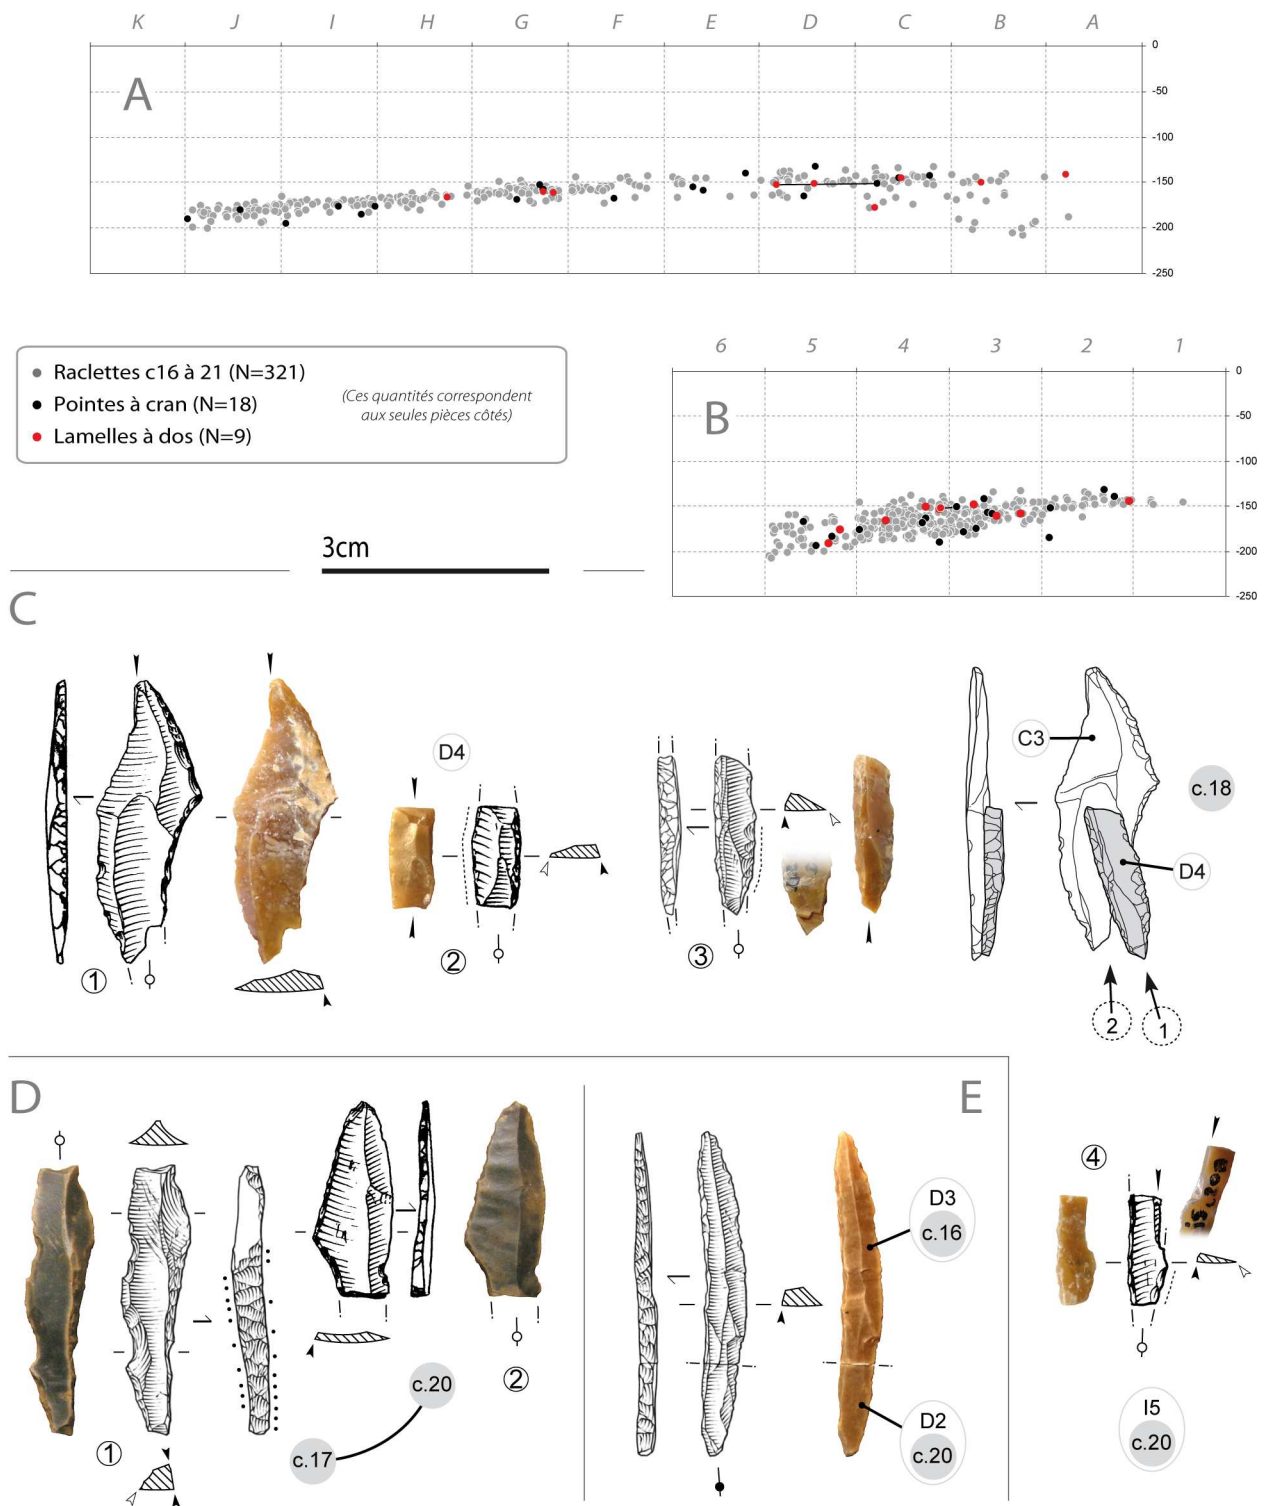 K J I H G F E D C B A
A
0
-50
-100
-150
-200
-250
Raclettes c16 à 21 (N=321)
Pointes à cran (N=18)
Lamelles à dos (N=9)
(Ces quantités correspondent
aux seules pièces côtés)
6 5 4 3 2 1
B
0
-50
-100
-150
-200
-250
3cm
C
D4
C3
c.18
D4
1
2
3
2
1
D
E
4
D3
c.16
c.20
2
I5
c.20
D2
c.20
1
c.17